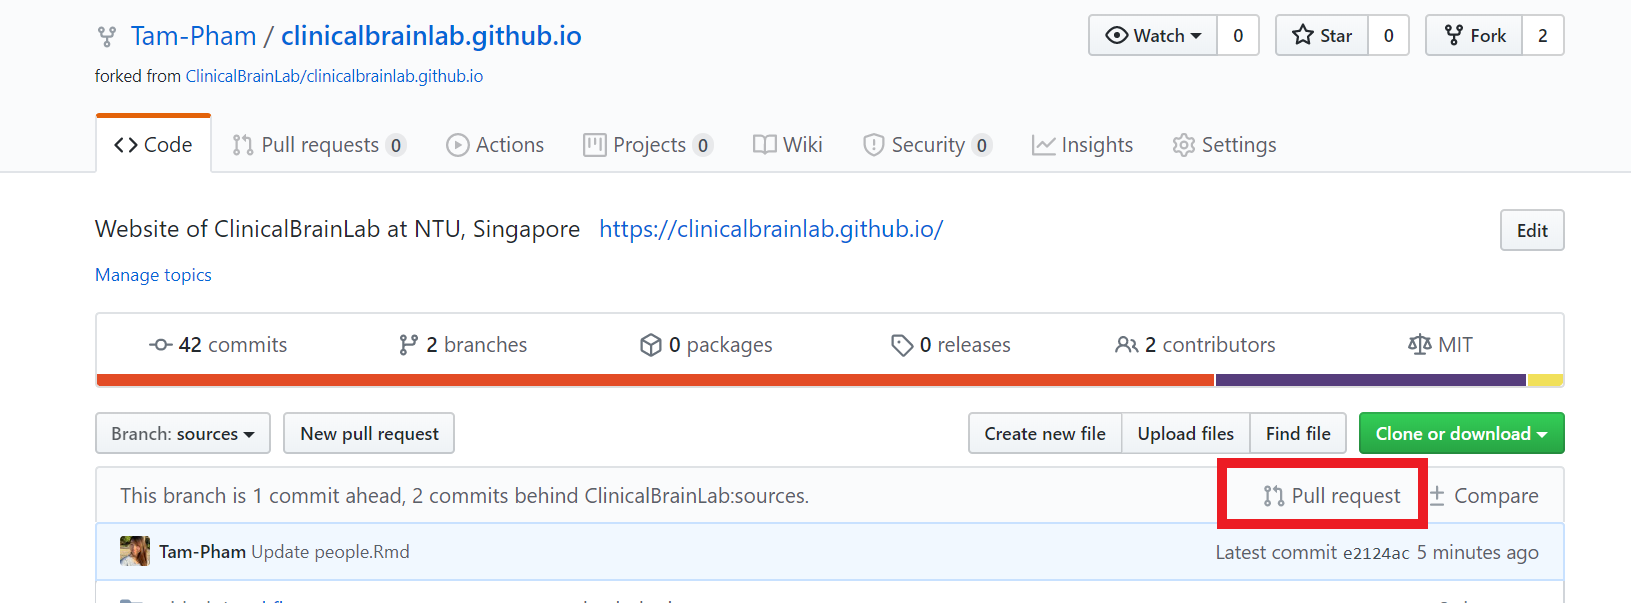 Tam-Pham / clinicalbrainlab.github.io
Watch 0
Star 0
Fork 2
forked from ClinicalBrainLab/clinicalbrainlab.github.io
Code
Pull requests 0
Actions
Projects 0
Wiki
Security 0
Insights
Settings
Website of ClinicalBrainLab at NTU, Singapore https://clinicalbrainlab.github.io/
Edit
Manage topics
42 commits
2 branches
0 packages
0 releases
2 contributors
MIT
Branch: sources
New pull request
Create new file
Upload files
Find file
Clone or download
This branch is 1 commit ahead, 2 commits behind ClinicalBrainLab:sources.
Pull request
Compare
Tam-Pham Update people.Rmd
Latest commit e2124ac 5 minutes ago